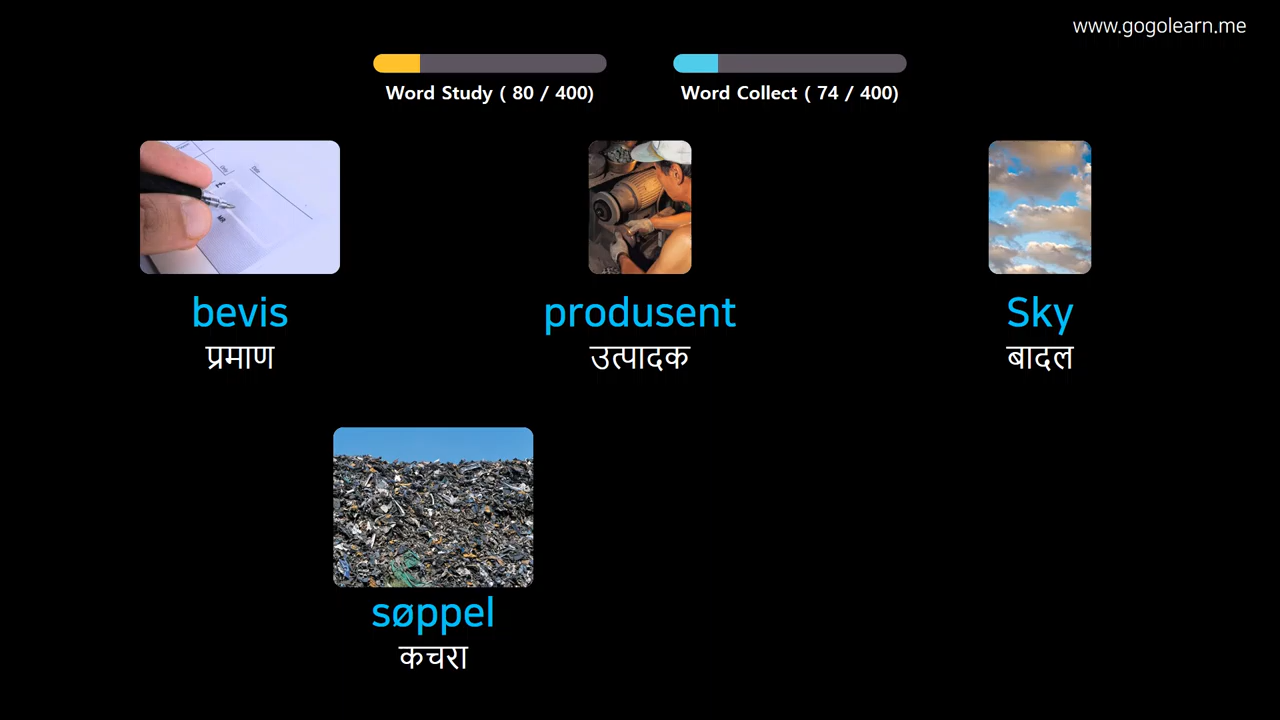 www.gogolearn.me
Word Study ( 80 / 400)
Word Collect ( 74 / 400)
bevis
प्रमाण
produsent
उत्पादक
Sky
बादल
søppel
कचरा